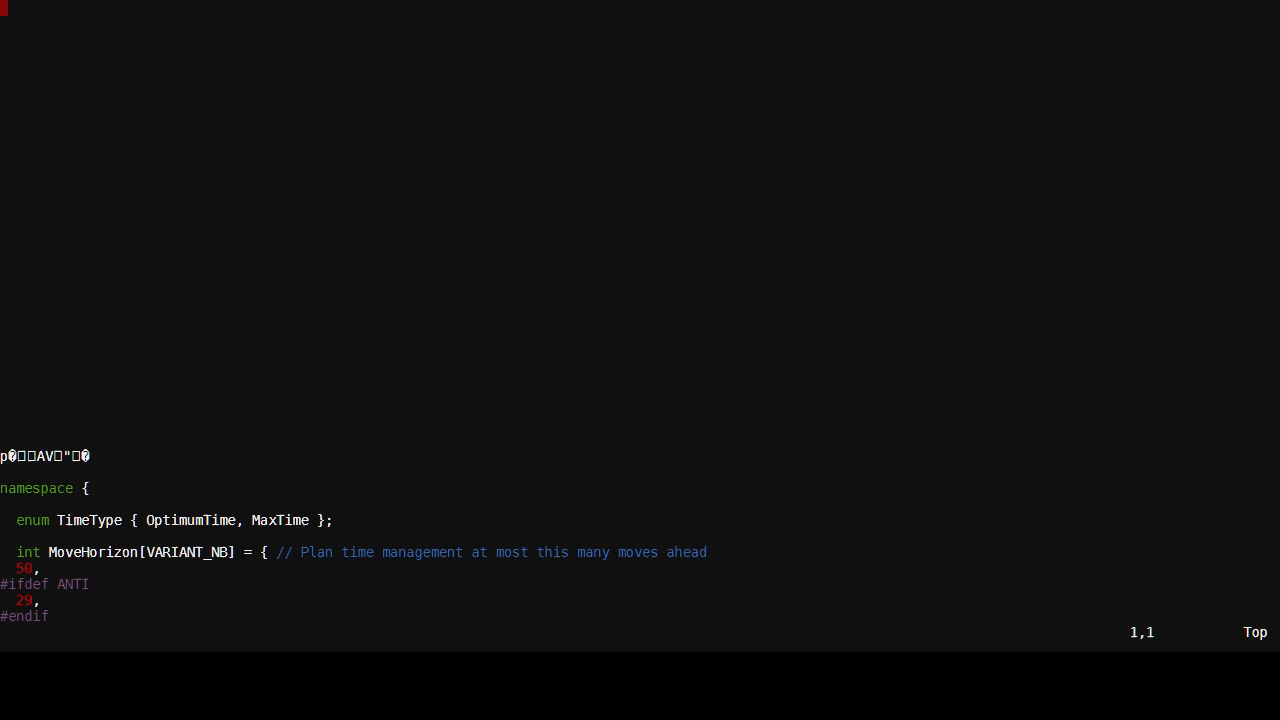 namespace {
enum TimeType { OptimumTime, MaxTime };
int MoveHorizon[VARIANT_NB] = { // Plan time management at most this many moves ahead
50,
#ifdef ANTI
29,
#endif
1,1 Top